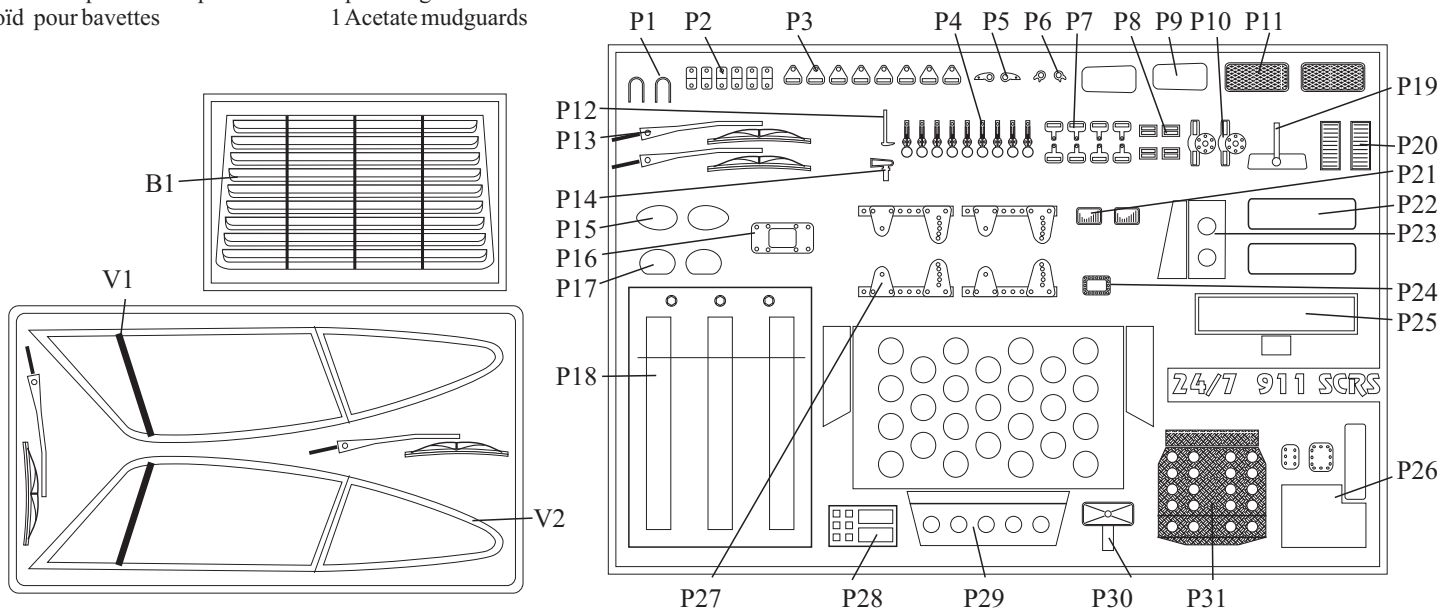 oïd pour bavettes
1 Acetate mudguards
P1 P2 P3 P4 P5 P6 P7 P8 P9 P10 P11
P12
P13
P19
P20
B1
P14
P21
P15
P22
P16
P23
P17
P24
V1
P25
P18
24/7 911 SCRS
P26
V2
P27 P28 P29 P30 P31